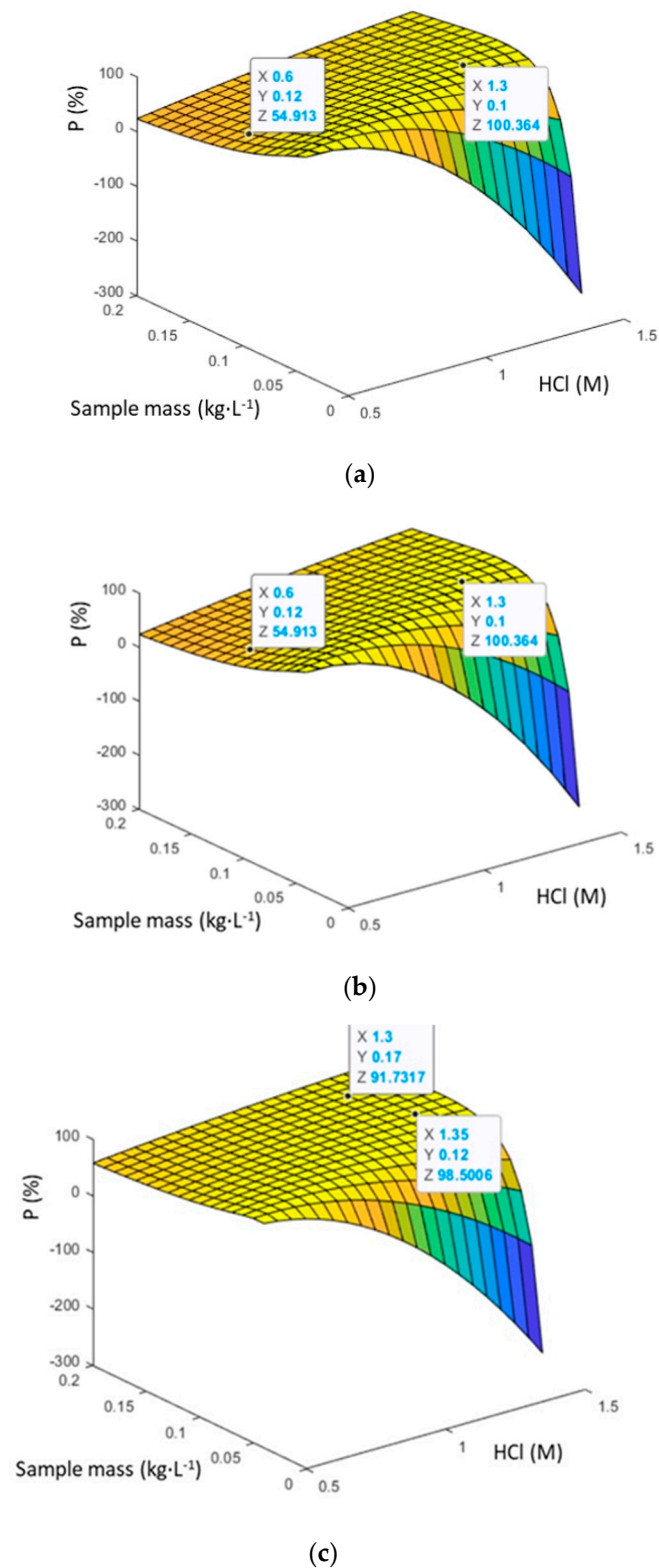 P (%)
100
0
-100
-200
-300
0.2
0.15
0.1
0.05
0
Sample mass (kg·L⁻¹)
0.5
1
1.5
HCl (M)
X 0.6
Y 0.12
Z 54.913
X 1.3
Y 0.1
Z 100.364
(a)
P (%)
100
0
-100
-200
-300
0.2
0.15
0.1
0.05
0
Sample mass (kg·L⁻¹)
0.5
1
1.5
HCl (M)
X 0.6
Y 0.12
Z 54.913
X 1.3
Y 0.1
Z 100.364
(b)
P (%)
100
0
-100
-200
-300
0.2
0.15
0.1
0.05
0
Sample mass (kg·L⁻¹)
0.5
1
1.5
HCl (M)
X 1.3
Y 0.17
Z 91.7317
X 1.35
Y 0.12
Z 98.5006
(c)